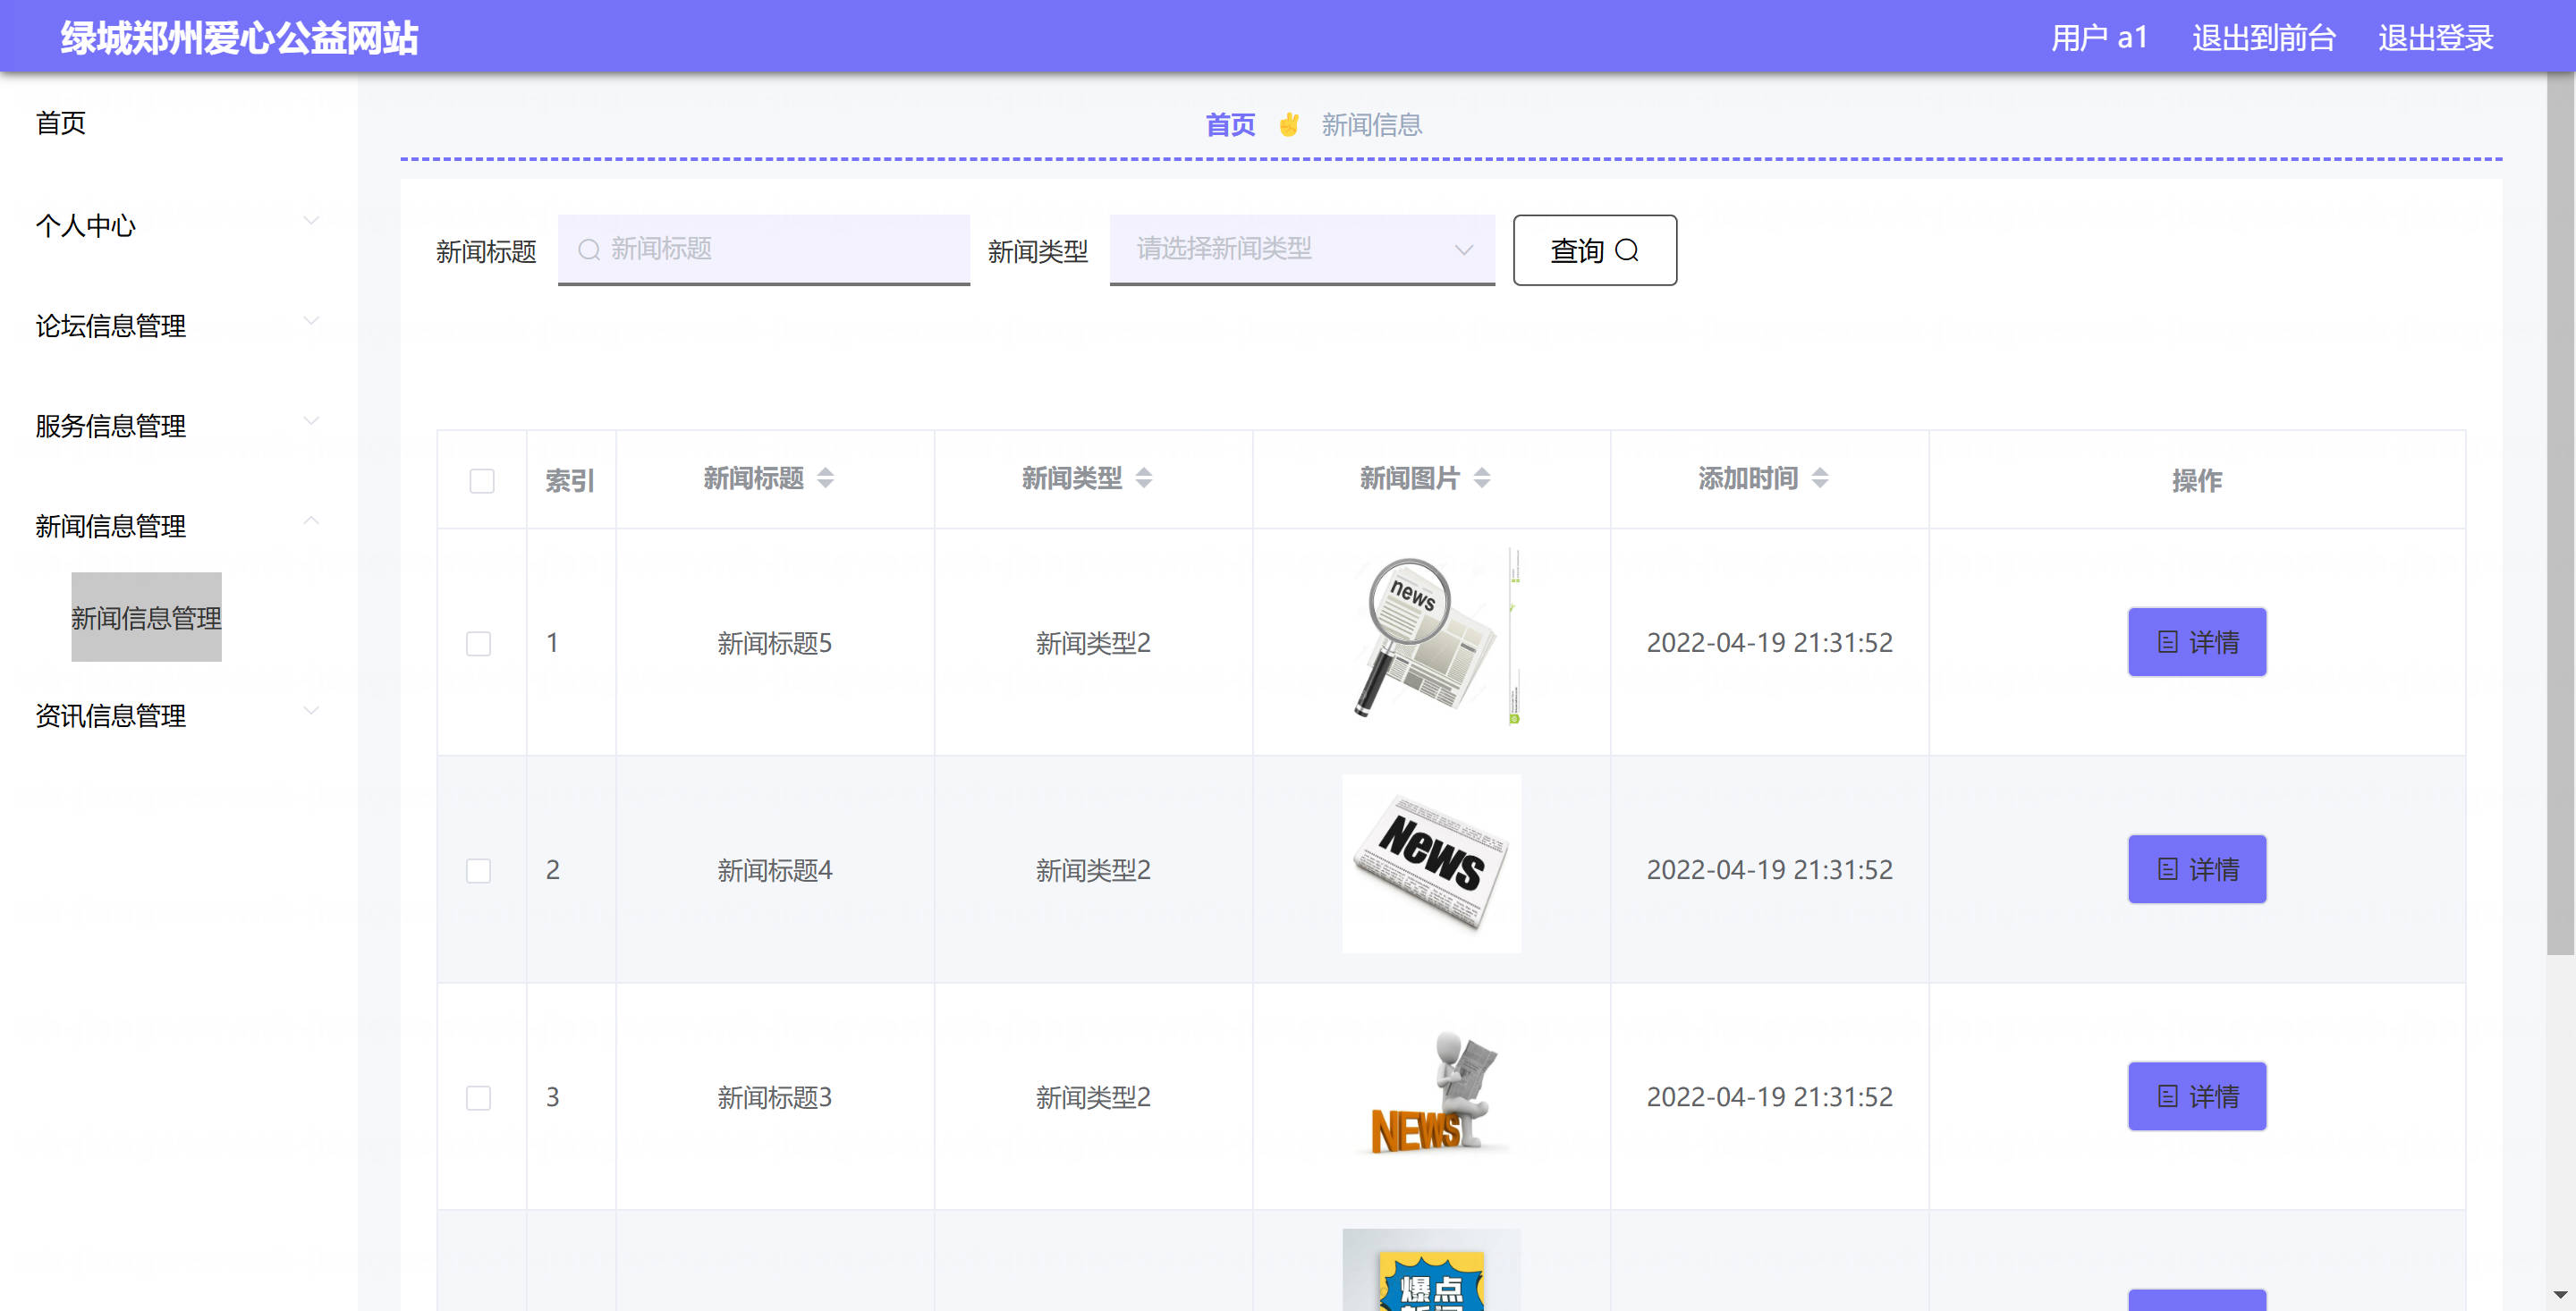 绿城郑州爱心公益网站
用户 a1 退出到前台 退出登录
首页
个人中心
论坛信息管理
服务信息管理
新闻信息管理
新闻信息管理
资讯信息管理
首页 新闻信息
新闻标题 新闻标题 新闻类型 请选择新闻类型 查询
索引 新闻标题 新闻类型 新闻图片 添加时间 操作
news
1 新闻标题5 新闻类型2 2022-04-19 21:31:52 详情
News
2 新闻标题4 新闻类型2 2022-04-19 21:31:52 详情
3 新闻标题3 新闻类型2 2022-04-19 21:31:52 详情
NEWS
爆点
新闻